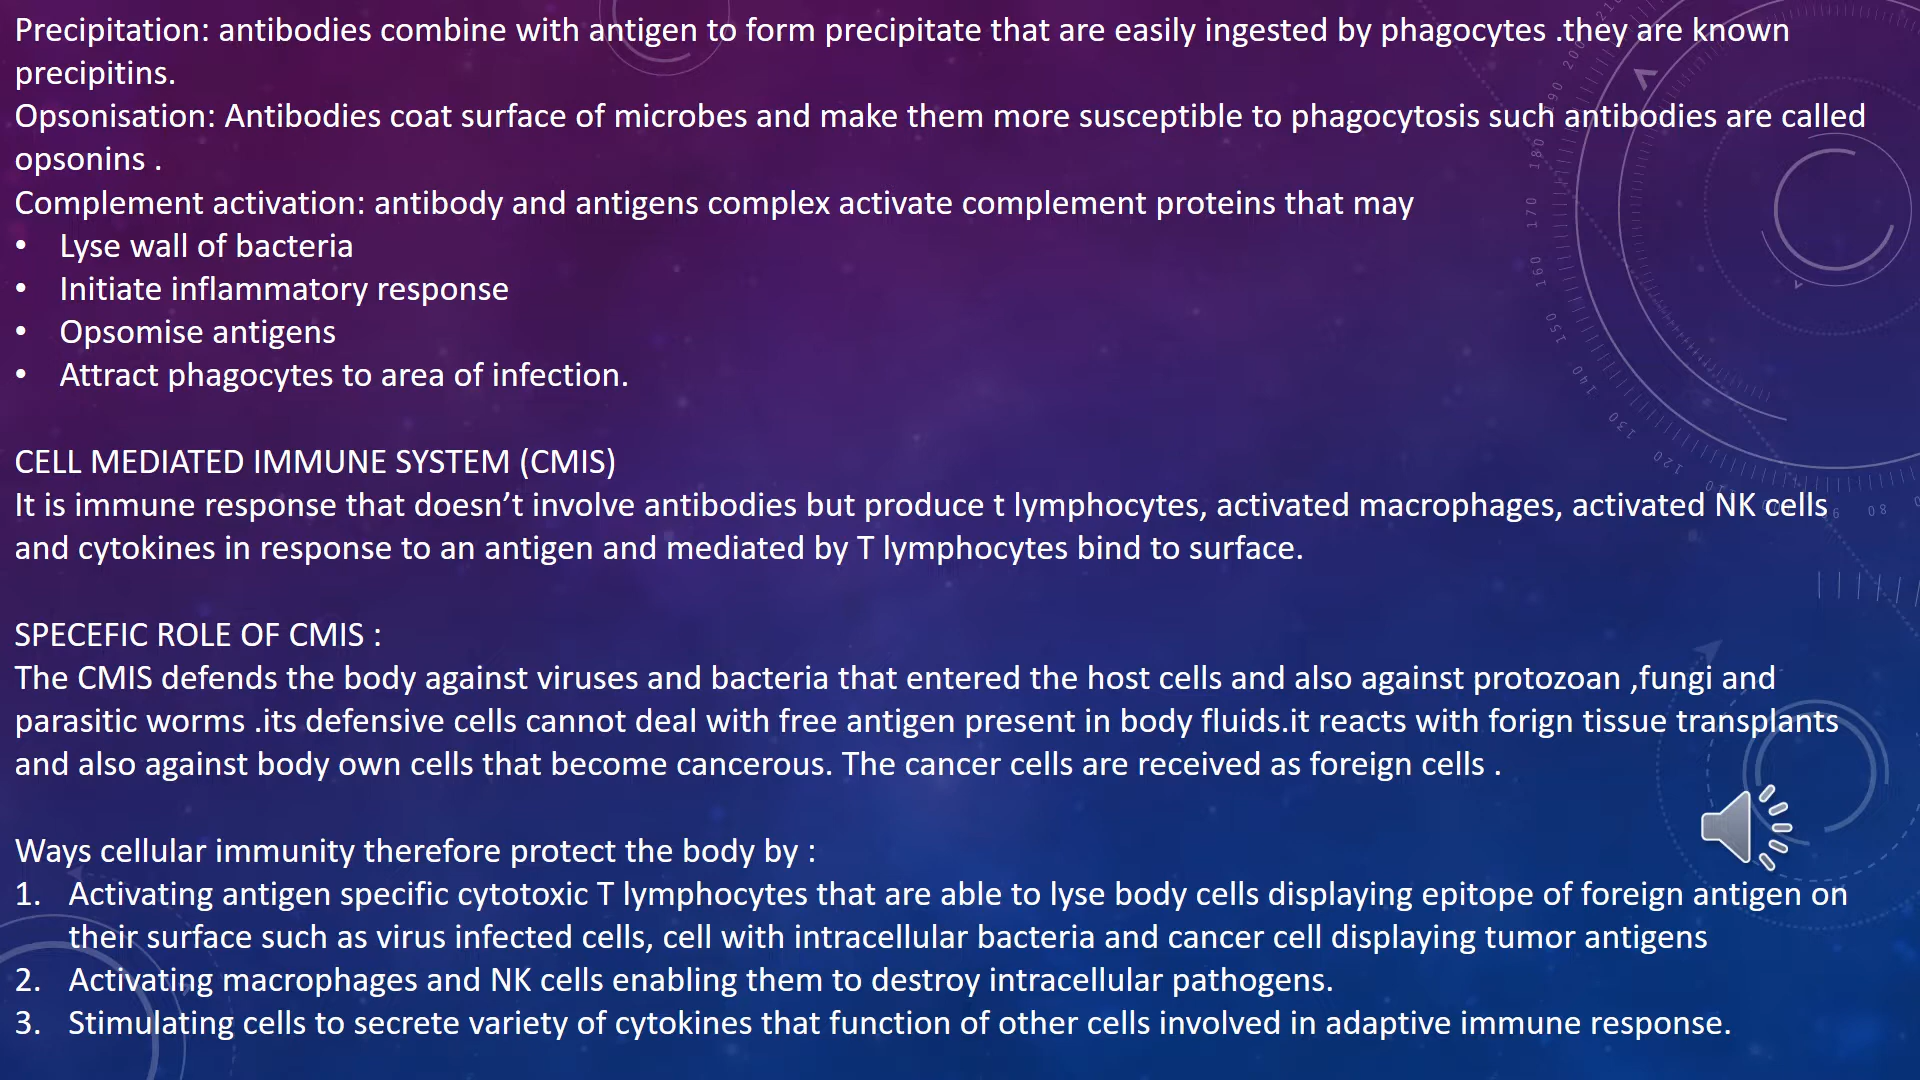 Precipitation: antibodies combine with antigen to form precipitate that are easily ingested by phagocytes .they are known
precipitins.
Opsonisation: Antibodies coat surface of microbes and make them more susceptible to phagocytosis such antibodies are called
opsonins .
Complement activation: antibody and antigens complex activate complement proteins that may
• Lyse wall of bacteria
• Initiate inflammatory response
• Opsomise antigens
• Attract phagocytes to area of infection.
CELL MEDIATED IMMUNE SYSTEM (CMIS)
It is immune response that doesn’t involve antibodies but produce t lymphocytes, activated macrophages, activated NK cells
and cytokines in response to an antigen and mediated by T lymphocytes bind to surface.
SPECEFIC ROLE OF CMIS :
The CMIS defends the body against viruses and bacteria that entered the host cells and also against protozoan ,fungi and
parasitic worms .its defensive cells cannot deal with free antigen present in body fluids.it reacts with forign tissue transplants
and also against body own cells that become cancerous. The cancer cells are received as foreign cells .
Ways cellular immunity therefore protect the body by :
1. Activating antigen specific cytotoxic T lymphocytes that are able to lyse body cells displaying epitope of foreign antigen on
their surface such as virus infected cells, cell with intracellular bacteria and cancer cell displaying tumor antigens
2. Activating macrophages and NK cells enabling them to destroy intracellular pathogens.
3. Stimulating cells to secrete variety of cytokines that function of other cells involved in adaptive immune response.
200
190
180
170
160
150
140
130
120
80